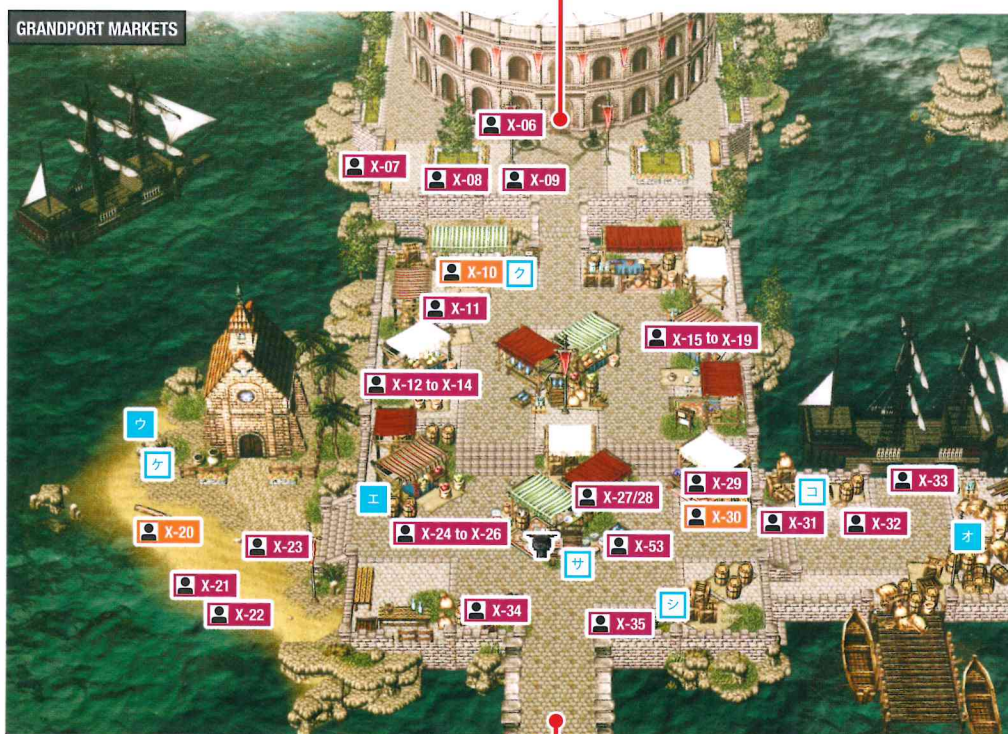 GRANDPORT MARKETS
X-06
X-07
X-08
X-09
X-10
ク
X-11
X-15 to X-19
X-12 to X-14
ウ
ケ
エ
X-27/28
X-29
コ
X-33
X-20
X-30
X-31
X-32
X-24 to X-26
X-53
オ
X-23
サ
X-21
X-22
シ
X-34
X-35